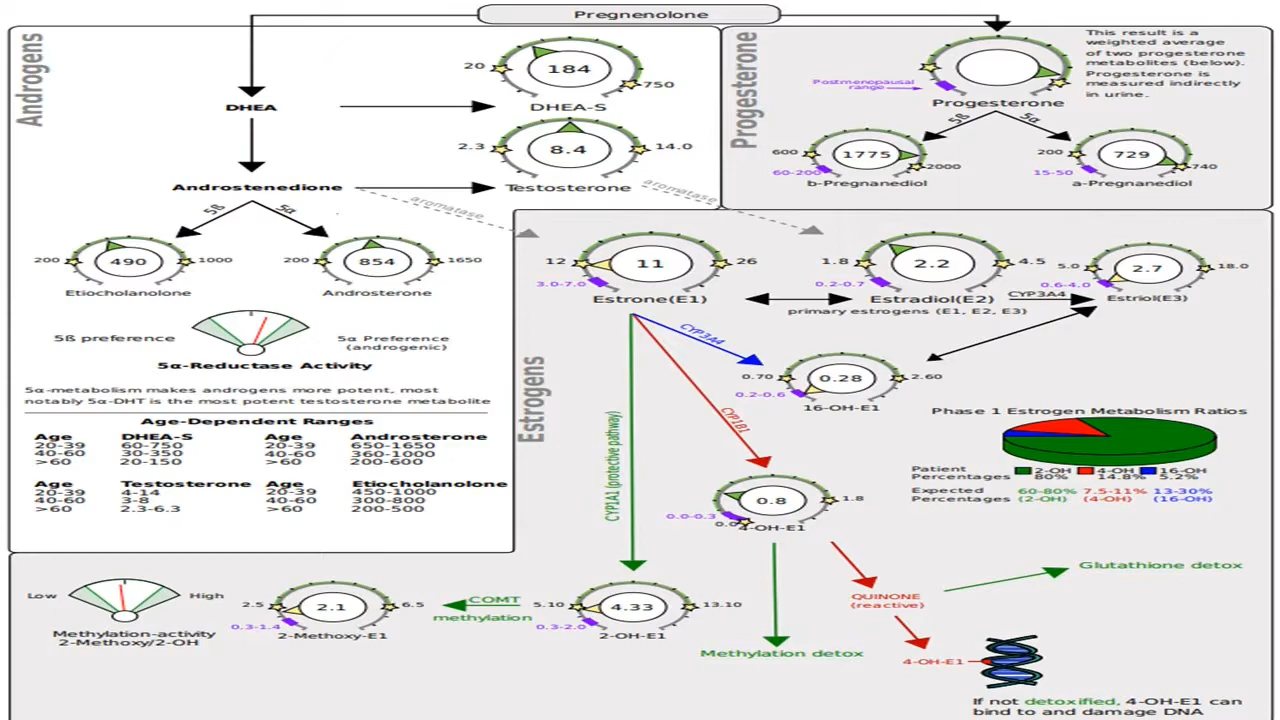 Pregnenolone
Androgens
DHEA
20
184
750
DHEA-S
2.3
8.4
14.0
Testosterone
Androstenedione
aromatase
aromatase
5ß
5α
200
490
1000
Etiocholanolone
200
854
1650
Androsterone
5ß preference
5α Preference
(androgenic)
5α-Reductase Activity
5α-metabolism makes androgens more potent, most
notably 5α-DHT is the most potent testosterone metabolite
Age-Dependent Ranges
Age DHEA-S Age Androsterone
20-39 60-750 20-39 650-1650
40-60 30-350 40-60 360-1000
>60 20-150 >60 200-600
Age Testosterone Age Etiocholanolone
20-39 4-14 20-39 450-1000
40-60 3-8 40-60 300-800
>60 2.3-6.3 >60 200-500
Progesterone
This result is a
weighted average
of two progesterone
metabolites (below).
Progesterone is
measured indirectly
in urine.
Postmenopausal
range
Progesterone
5ß
5α
600
1775
2000
60-200
b-Pregnanediol
200
729
740
15-50
a-Pregnanediol
Estrogens
12
11
26
3.0-7.0
Estrone(E1)
1.8
2.2
4.5
0.2-0.7
Estradiol(E2)
primary estrogens (E1, E2, E3)
CYP3A4
5.0
2.7
18.0
0.6-4.0
Estriol(E3)
CYP3A4
0.70
0.28
2.60
0.2-0.6
16-OH-E1
CYP1B1
CYP1A1 (protective pathway)
0.8
1.8
0.0-0.3
4-OH-E1
Phase 1 Estrogen Metabolism Ratios
Patient 2-OH 4-OH 16-OH
Percentages 80% 14.8% 5.2%
Expected 60-80% 7.5-11% 13-30%
Percentages (2-OH) (4-OH) (16-OH)
Low
High
Methylation-activity
2-Methoxy/2-OH
2.5
2.1
6.5
0.3-1.4
2-Methoxy-E1
COMT
methylation
5.10
4.33
13.10
0.3-2.0
2-OH-E1
Methylation detox
QUINONE
(reactive)
Glutathione detox
4-OH-E1
If not detoxified, 4-OH-E1 can
bind to and damage DNA